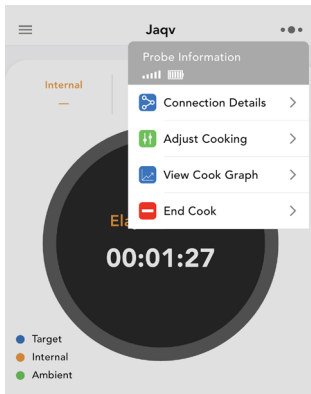 Jaqv
Probe Information
Internal
—
Connection Details
Adjust Cooking
View Cook Graph
End Cook
00:01:27
Target
Internal
Ambient